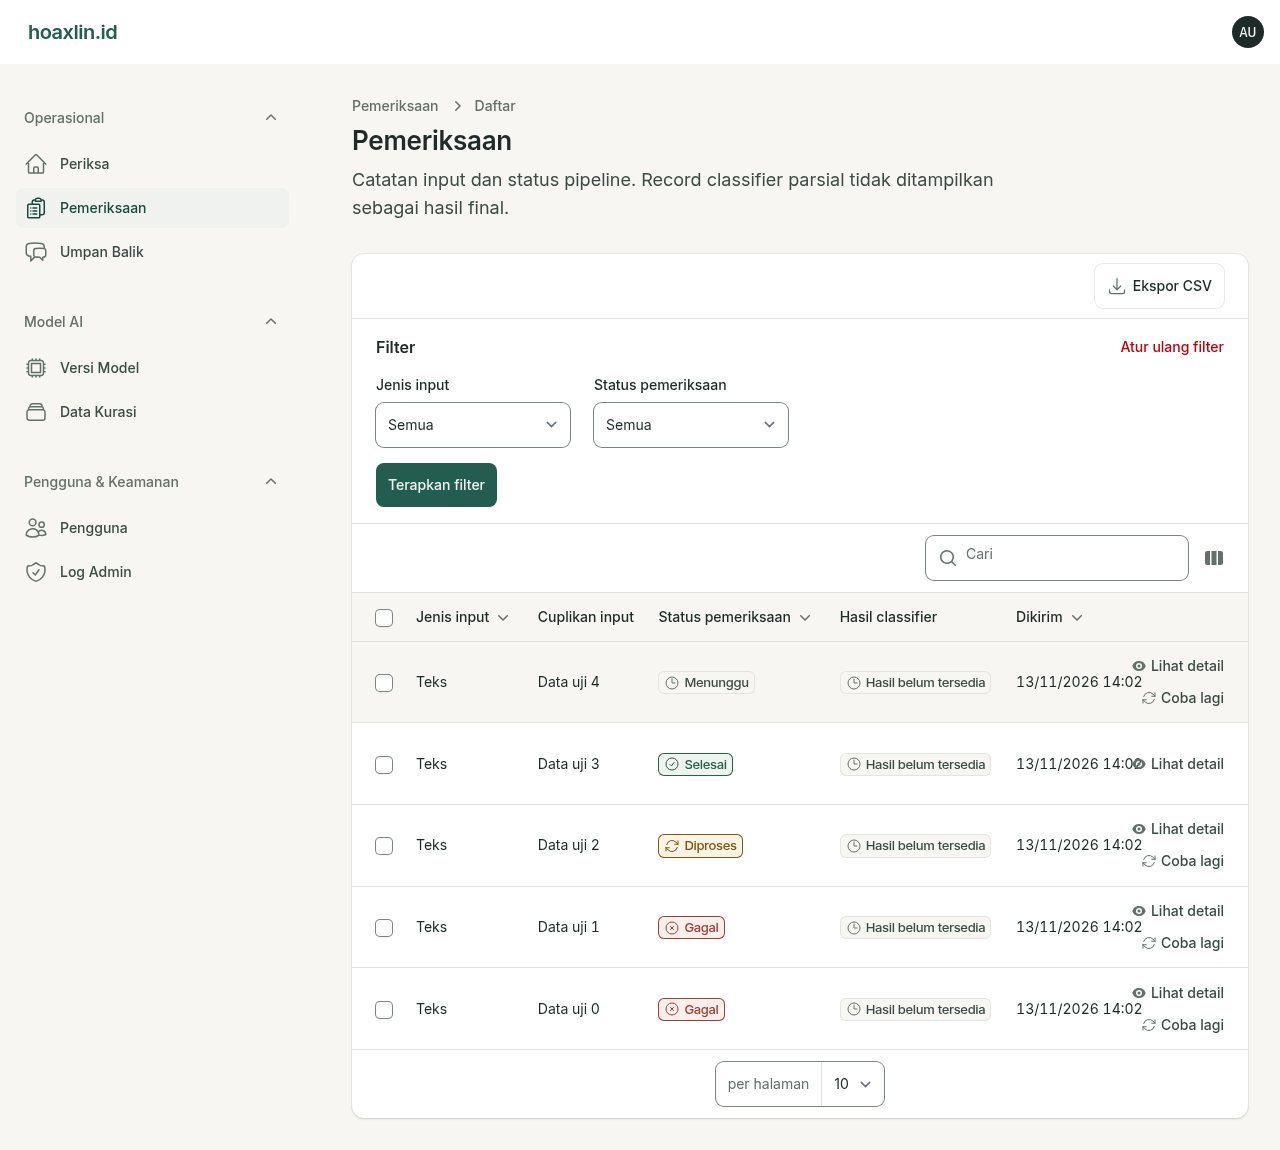 hoaxlin.id
AU
Operasional
Periksa
Pemeriksaan
Umpan Balik
Model AI
Versi Model
Data Kurasi
Pengguna & Keamanan
Pengguna
Log Admin
Pemeriksaan > Daftar
Pemeriksaan
Catatan input dan status pipeline. Record classifier parsial tidak ditampilkan
sebagai hasil final.
Ekspor CSV
Filter
Atur ulang filter
Jenis input
Status pemeriksaan
Semua
Semua
Terapkan filter
Cari
Jenis input Cuplikan input Status pemeriksaan Hasil classifier Dikirim
Teks Data uji 4 Menunggu Hasil belum tersedia 13/11/2026 14:02 Lihat detail
Coba lagi
Teks Data uji 3 Selesai Hasil belum tersedia 13/11/2026 14:02 Lihat detail
Teks Data uji 2 Diproses Hasil belum tersedia 13/11/2026 14:02 Lihat detail
Coba lagi
Teks Data uji 1 Gagal Hasil belum tersedia 13/11/2026 14:02 Lihat detail
Coba lagi
Teks Data uji 0 Gagal Hasil belum tersedia 13/11/2026 14:02 Lihat detail
Coba lagi
per halaman 10